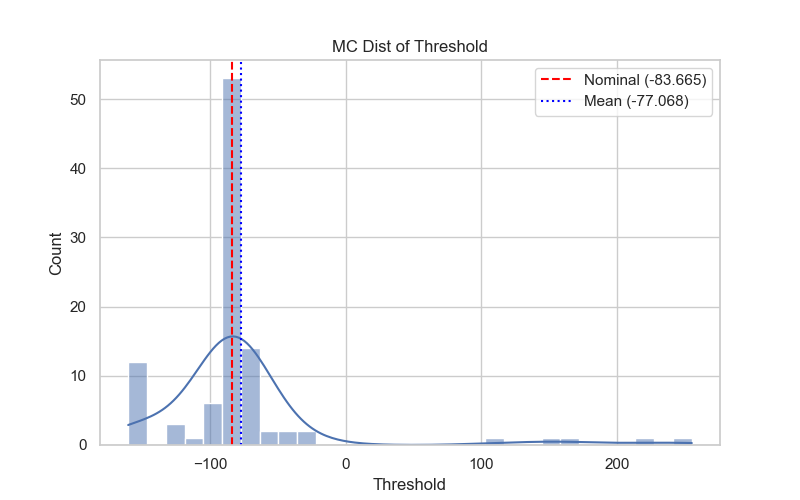 MC Dist of Threshold
Nominal (-83.665)
Mean (-77.068)
Count
50
40
30
20
10
0
−100
0
100
200
Threshold